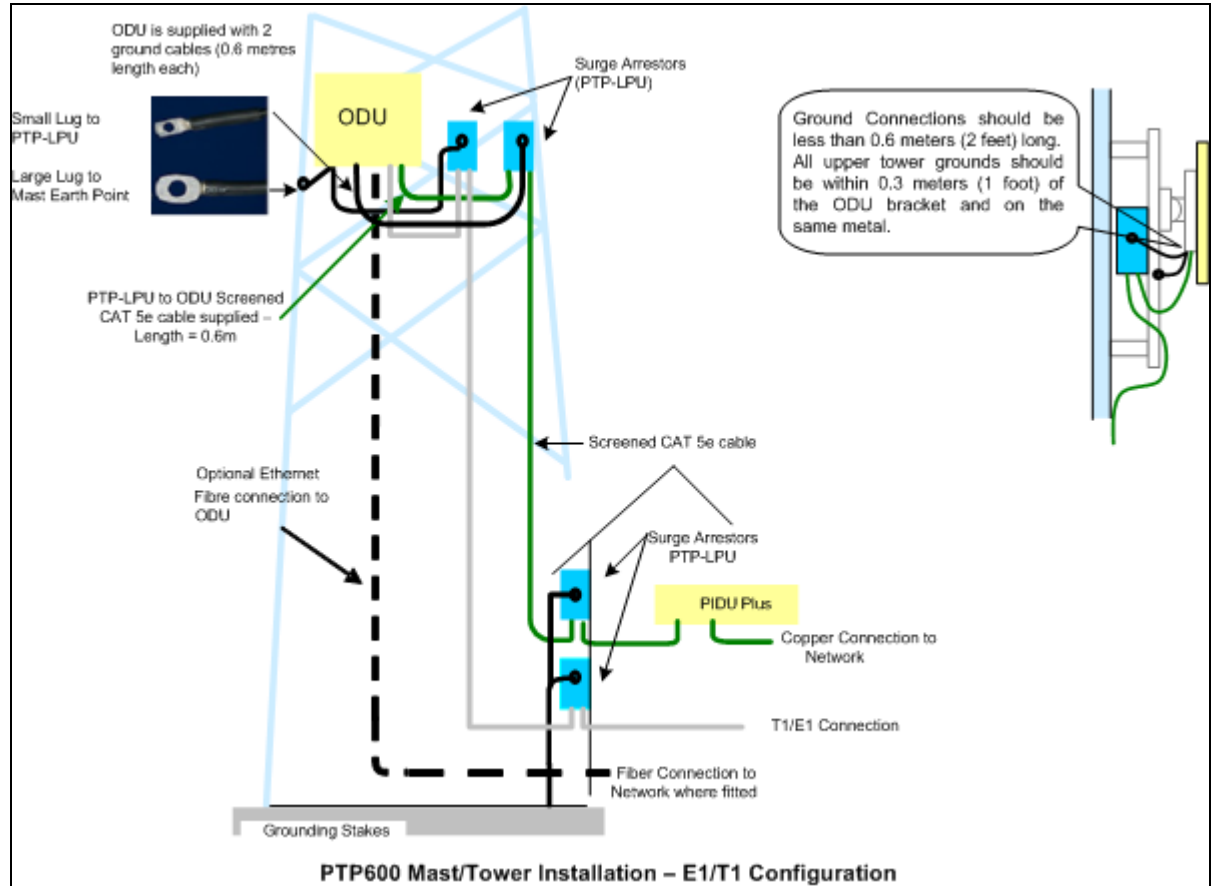 ODU is supplied with 2
ground cables (0.6 metres
length each)
Small Lug to
PTP-LPU
Large Lug to
Mast Earth Point
ODU
Surge Arrestors
(PTP-LPU)
Ground Connections should be
less than 0.6 meters (2 feet) long.
All upper tower grounds should
be within 0.3 meters (1 foot) of
the ODU bracket and on the
same metal.
PTP-LPU to ODU Screened
CAT 5e cable supplied –
Length = 0.6m
Screened CAT 5e cable
Optional Ethernet
Fibre connection to
ODU
Surge Arrestors
PTP-LPU
PIDU Plus
Copper Connection to
Network
T1/E1 Connection
Fiber Connection to
Network where fitted
Grounding Stakes
PTP600 Mast/Tower Installation – E1/T1 Configuration